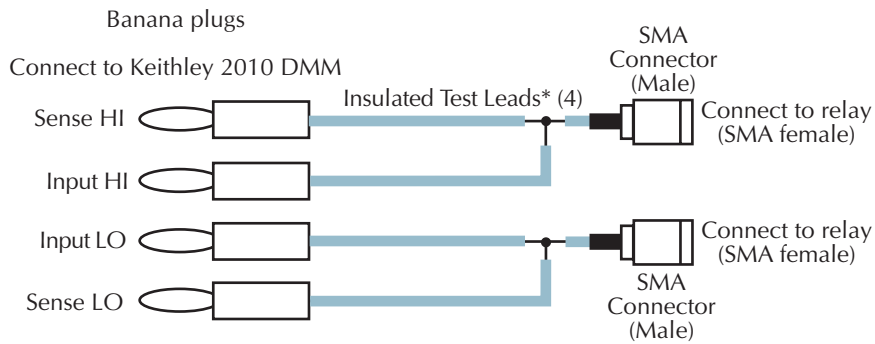 Banana plugs
Connect to Keithley 2010 DMM
SMA
Connector
(Male)
Insulated Test Leads* (4)
Sense HI
Connect to relay
(SMA female)
Input HI
Input LO
Connect to relay
(SMA female)
Sense LO
SMA
Connector
(Male)